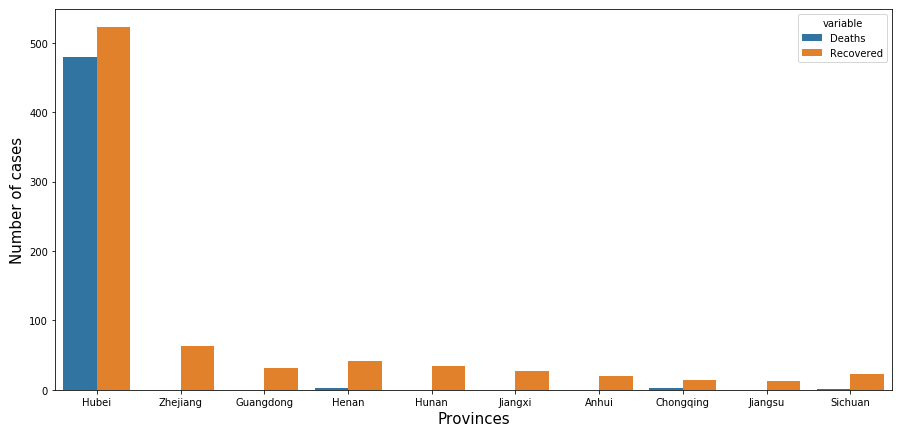 variable
Deaths
Recovered
Number of cases
500
400
300
200
100
0
Hubei Zhejiang Guangdong Henan Hunan Jiangxi Anhui Chongqing Jiangsu Sichuan
Provinces